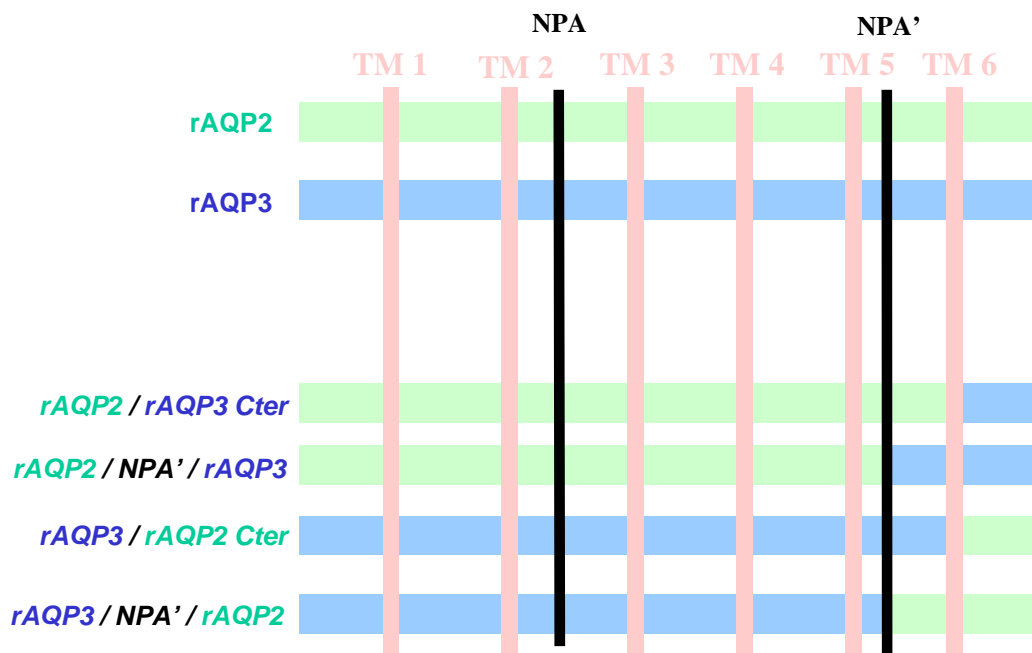 NPA NPA’
TM 1 TM 2 TM 3 TM 4 TM 5 TM 6
rAQP2
rAQP3
rAQP2 / rAQP3 Cter
rAQP2 / NPA’ / rAQP3
rAQP3 / rAQP2 Cter
rAQP3 / NPA’ / rAQP2